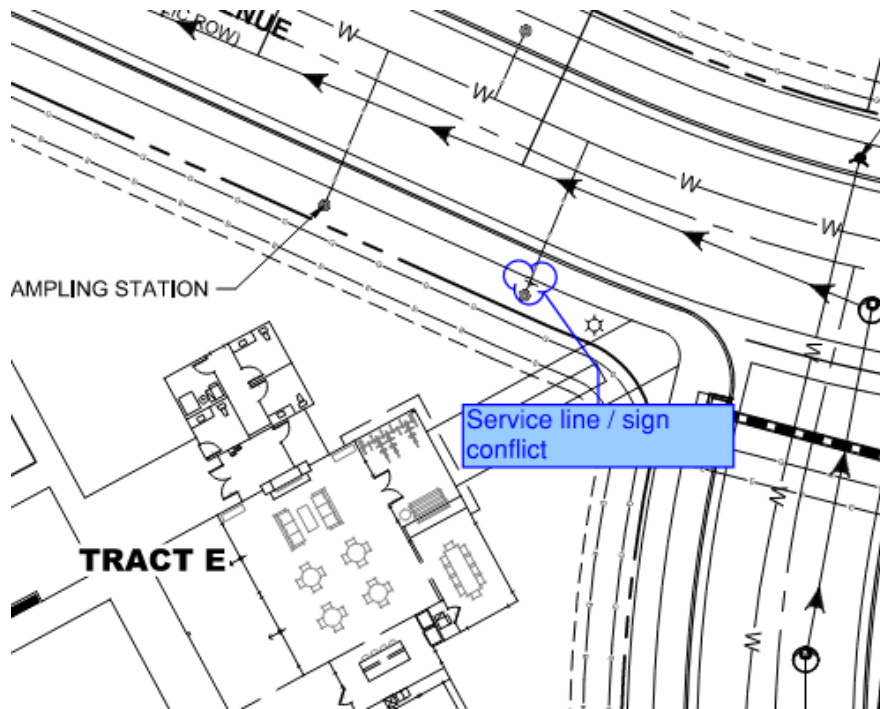 ENUE
ROW)
W
W
W
W
W
AMPLING STATION
W
Service line / sign
conflict
W
TRACT E
W